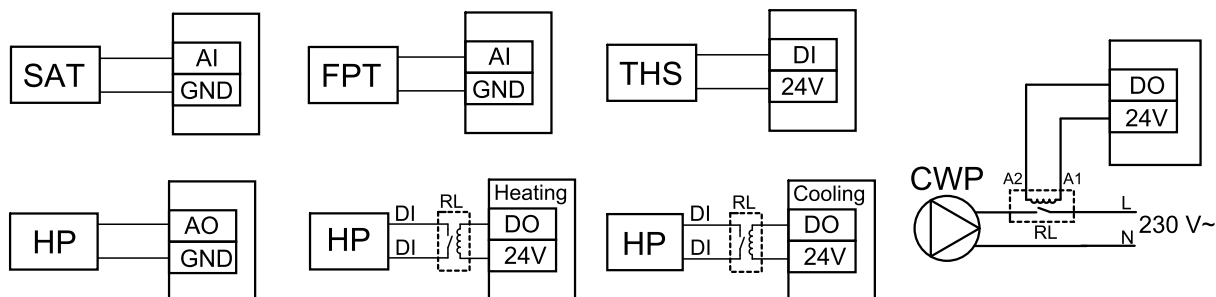 SAT
AI
GND
FPT
AI
GND
THS
DI
24V
DO
24V
CWP
A2
A1
L
RL
230 V~
N
HP
AO
GND
HP
DI
DI
RL
Heating
DO
24V
HP
DI
DI
RL
Cooling
DO
24V